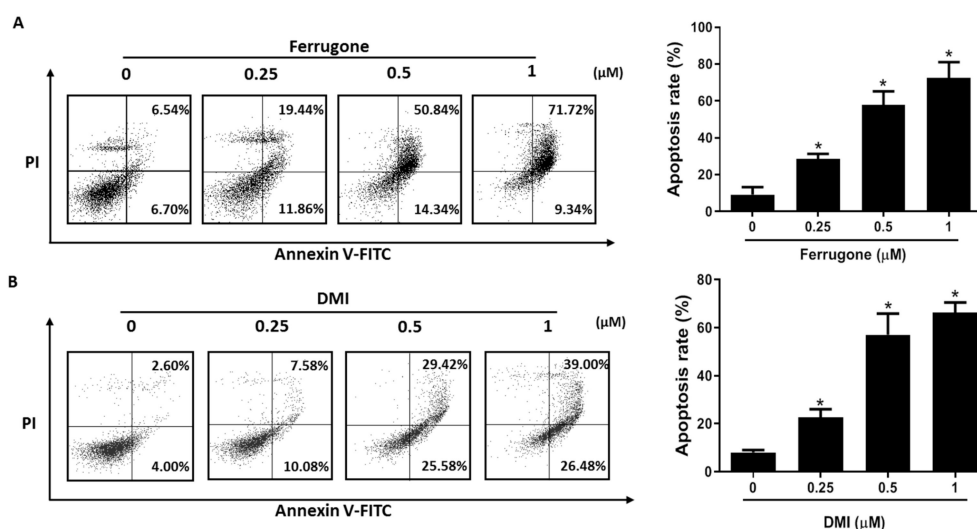 A
Ferrugone
0 0.25 0.5 1 (μM)
6.54% 19.44% 50.84% 71.72%
PI
6.70% 11.86% 14.34% 9.34%
Annexin V-FITC
Apoptosis rate (%)
100
80
60
40
20
0
* * *
0 0.25 0.5 1
Ferrugone (μM)
B
DMI
0 0.25 0.5 1 (μM)
2.60% 7.58% 29.42% 39.00%
PI
4.00% 10.08% 25.58% 26.48%
Annexin V-FITC
Apoptosis rate (%)
80
60
40
20
0
* * *
0 0.25 0.5 1
DMI (μM)